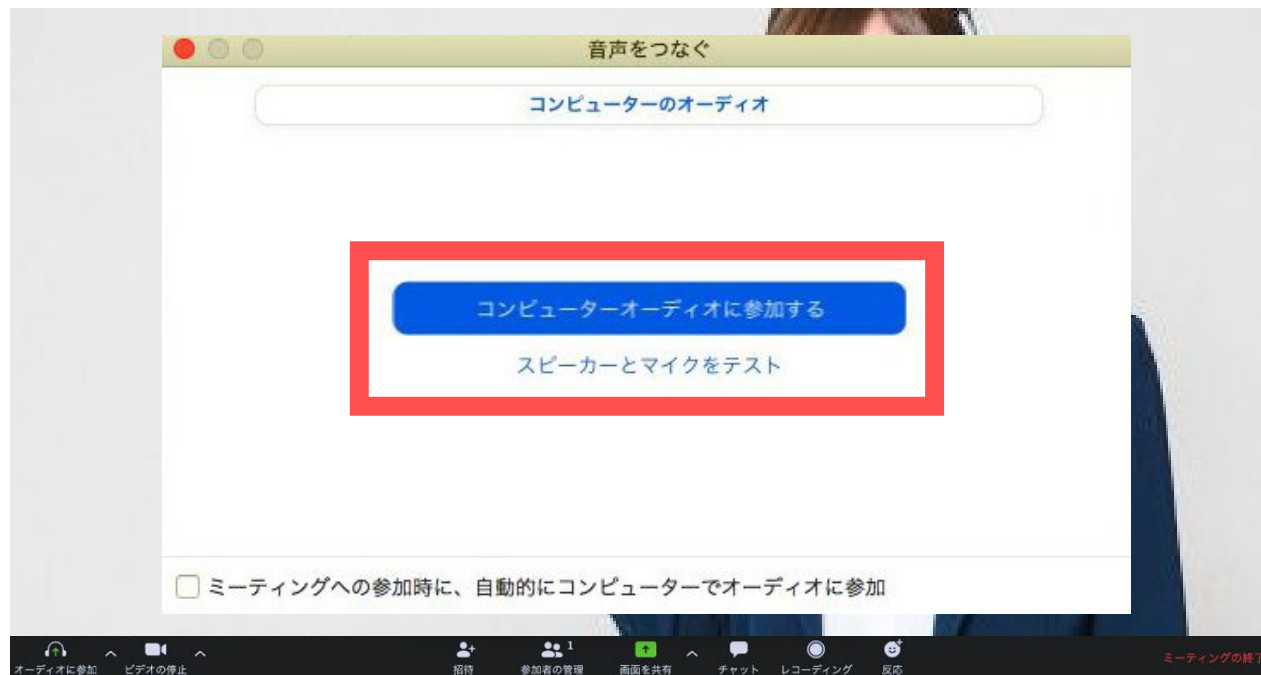 音声をつなぐ
コンピューターのオーディオ
コンピューターオーディオに参加する
スピーカーとマイクをテスト
ミーティングへの参加時に、自動的にコンピューターでオーディオに参加
オーディオに参加 ビデオの停止 招待 1 参加者の管理 画面を共有 チャット レコーディング 反応 ミーティングの終了